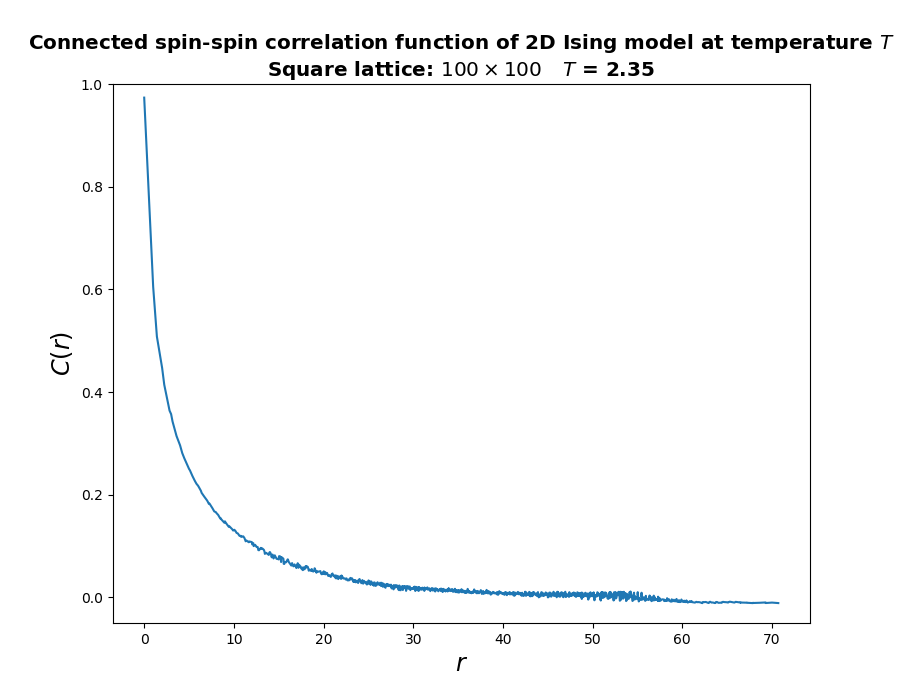 Connected spin-spin correlation function of 2D Ising model at temperature T
Square lattice: 100 × 100 T = 2.35
1.0
0.8
0.6
0.4
0.2
0.0
C(r)
0 10 20 30 40 50 60 70
r